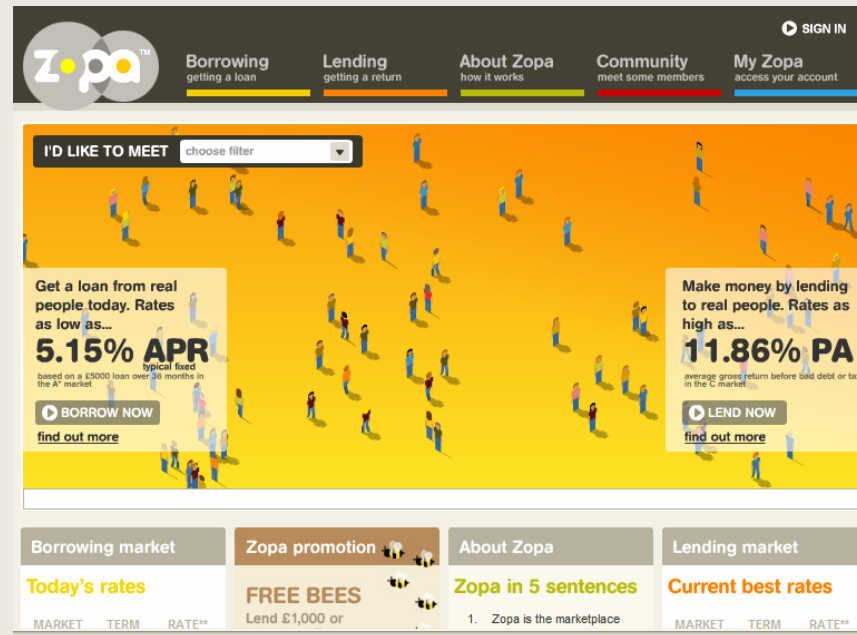 SIGN IN
zopa™
Borrowing
getting a loan
Lending
getting a return
About Zopa
how it works
Community
meet some members
My Zopa
access your account
I'D LIKE TO MEET
choose filter
Get a loan from real
people today. Rates
as low as...
5.15% APR
typical fixed
based on a £5000 loan over 36 months in
the A* market
BORROW NOW
find out more
Make money by lending
to real people. Rates as
high as...
11.86% PA
average gross return before bad debt or tax
in the C market
LEND NOW
find out more
Borrowing market
Today's rates
MARKET TERM RATE**
Zopa promotion
FREE BEES
Lend £1,000 or
About Zopa
Zopa in 5 sentences
1. Zopa is the marketplace
Lending market
Current best rates
MARKET TERM RATE**